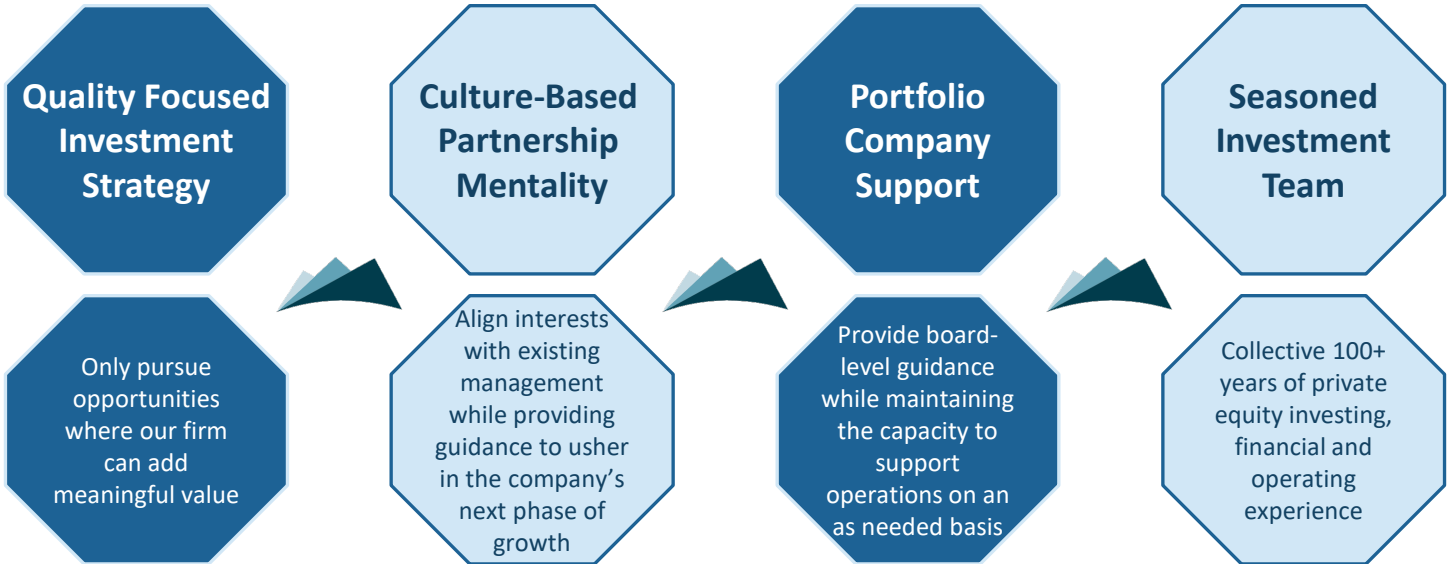 Quality Focused
Investment
Strategy
Culture-Based
Partnership
Mentality
Portfolio
Company
Support
Seasoned
Investment
Team
Only pursue
opportunities
where our firm
can add
meaningful value
Align interests
with existing
management
while providing
guidance to usher
in the company’s
next phase of
growth
Provide board-
level guidance
while maintaining
the capacity to
support
operations on an
as needed basis
Collective 100+
years of private
equity investing,
financial and
operating
experience